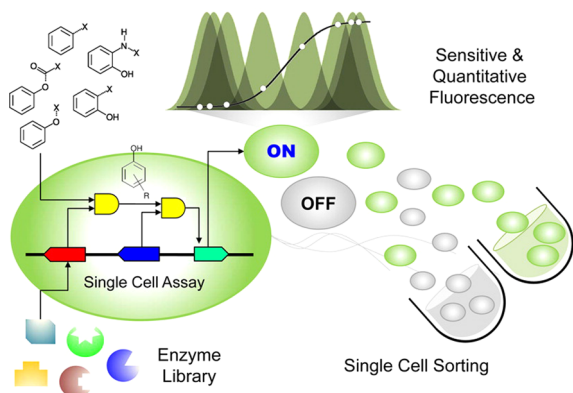 X
O
X
O
X
O
H
N
X
OH
X
OH
OH
R
Sensitive &
Quantitative
Fluorescence
ON
OFF
Single Cell Assay
Enzyme
Library
Single Cell Sorting